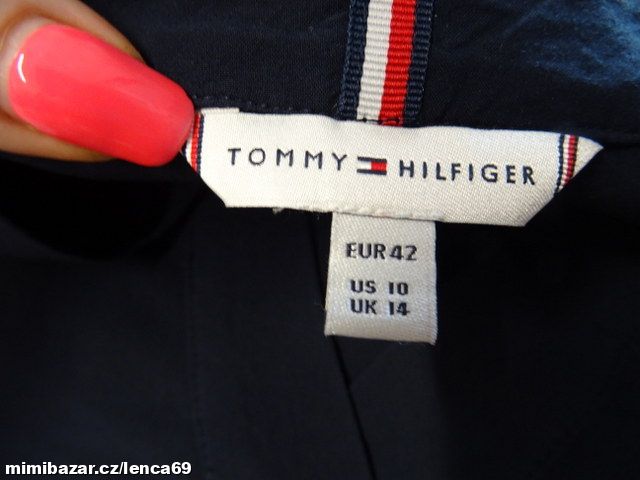 TOMMY HILFIGER
EUR 42
US 10
UK 14
mimibazar.cz/lenca69